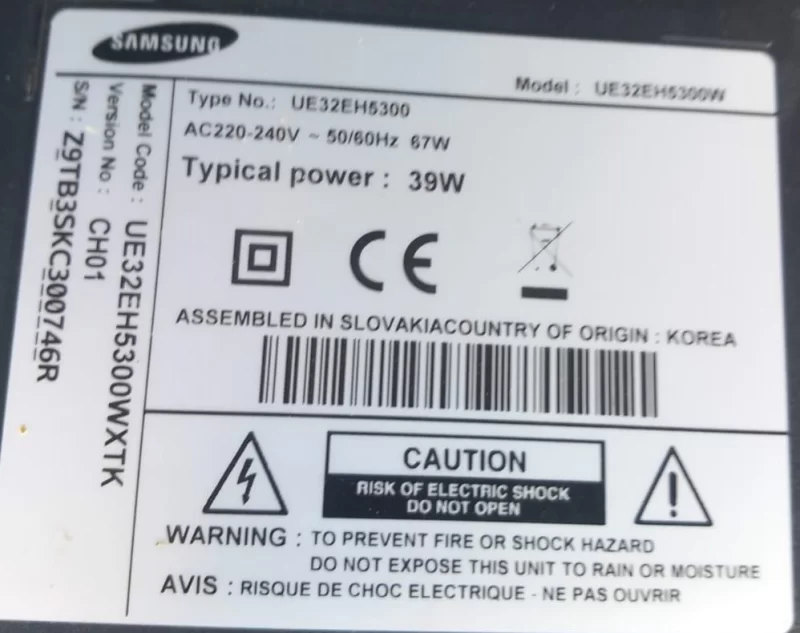 SAMSUNG
Model : UE32EH5300W
Type No.: UE32EH5300
AC220-240V ~ 50/60Hz 67W
Typical power : 39W
CE
ASSEMBLED IN SLOVAKIACOUNTRY OF ORIGIN : KOREA
CAUTION
RISK OF ELECTRIC SHOCK
DO NOT OPEN
WARNING : TO PREVENT FIRE OR SHOCK HAZARD
DO NOT EXPOSE THIS UNIT TO RAIN OR MOISTURE
AVIS : RISQUE DE CHOC ELECTRIQUE - NE PAS OUVRIR
Model Code : UE32EH5300WXTK
Version No : CH01
S/N : Z9TB3SKC300746R